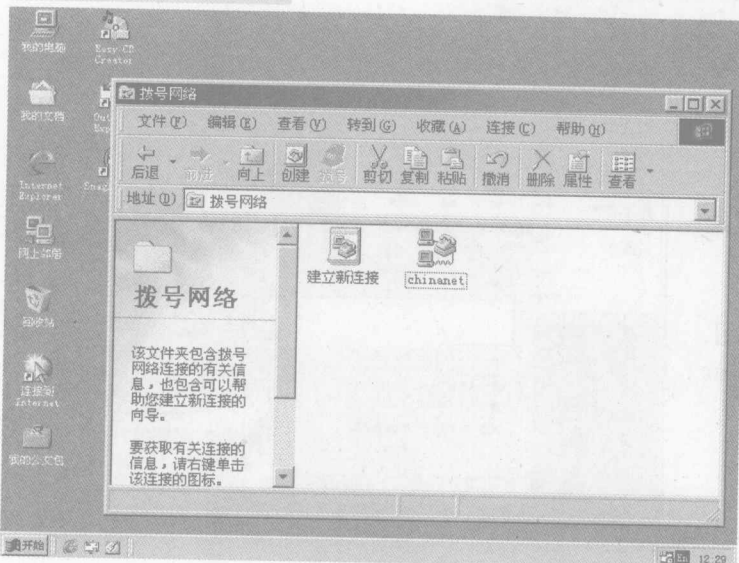 我的电脑
Easy CD
Creator
我的文档
Internet
Explorer
网上邻居
回收站
连接到
Internet
我的公文包
拨号网络
文件(F) 编辑(E) 查看(V) 转到(G) 收藏(A) 连接(C) 帮助(H)
后退 前进 向上 创建 拨号 剪切 复制 粘贴 撤消 删除 属性 查看
地址(D) 拨号网络
拨号网络
该文件夹包含拨号
网络连接的有关信
息，也包含可以帮
助您建立新连接的
向导。
要获取有关连接的
信息，请右键单击
该连接的图标。
建立新连接
chinanet
开始
En 12:29